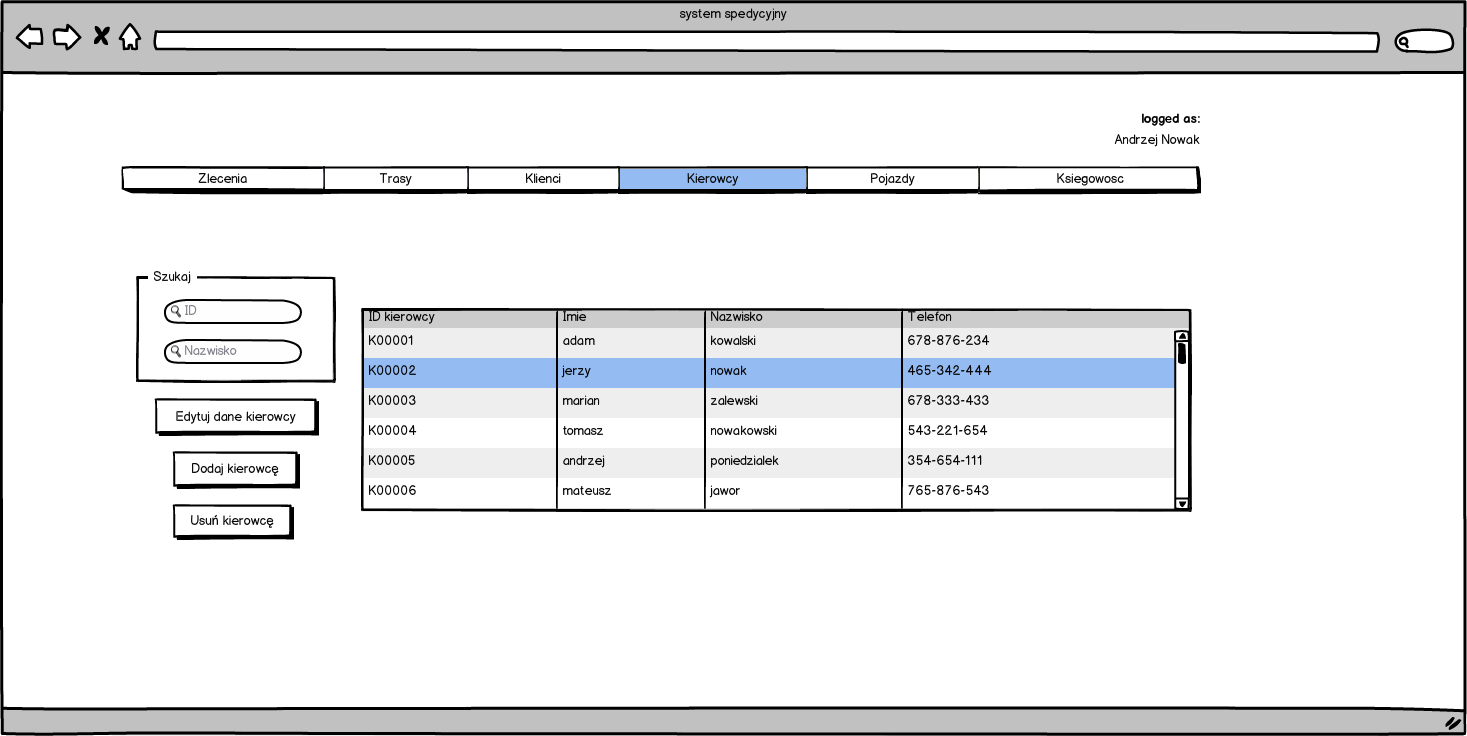 system spedycyjny
logged as:
Andrzej Nowak
Zlecenia Trasy Klienci Kierowcy Pojazdy Ksiegowosc
Szukaj
ID
Nazwisko
Edytuj dane kierowcy
Dodaj kierowcę
Usuń kierowcę
ID kierowcy Imie Nazwisko Telefon
K00001 adam kowalski 678-876-234
K00002 jerzy nowak 465-342-444
K00003 marian zalewski 678-333-433
K00004 tomasz nowakowski 543-221-654
K00005 andrzej poniedzialek 354-654-111
K00006 mateusz jawor 765-876-543